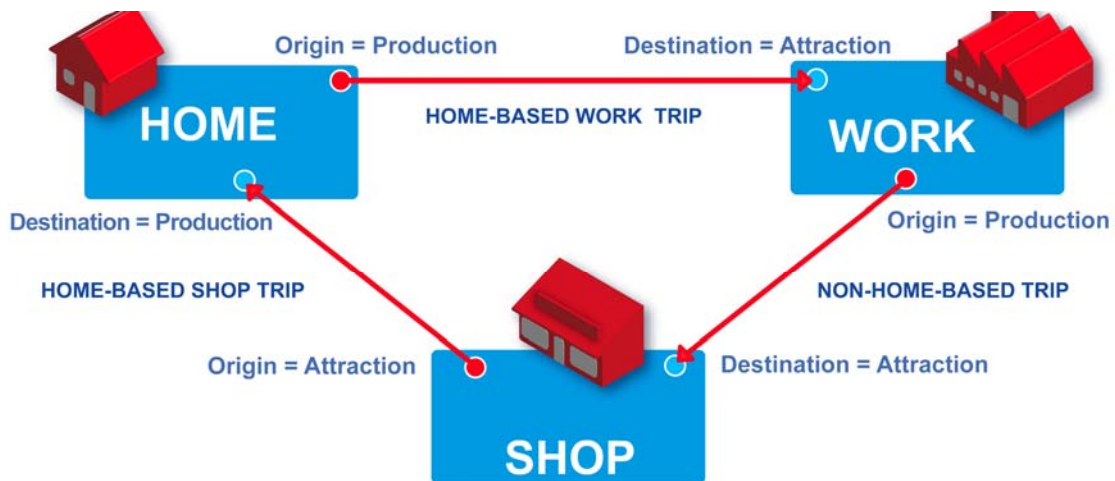 Origin = Production
Destination = Attraction
HOME
HOME-BASED WORK TRIP
WORK
Destination = Production
Origin = Production
HOME-BASED SHOP TRIP
NON-HOME-BASED TRIP
Origin = Attraction
Destination = Attraction
SHOP